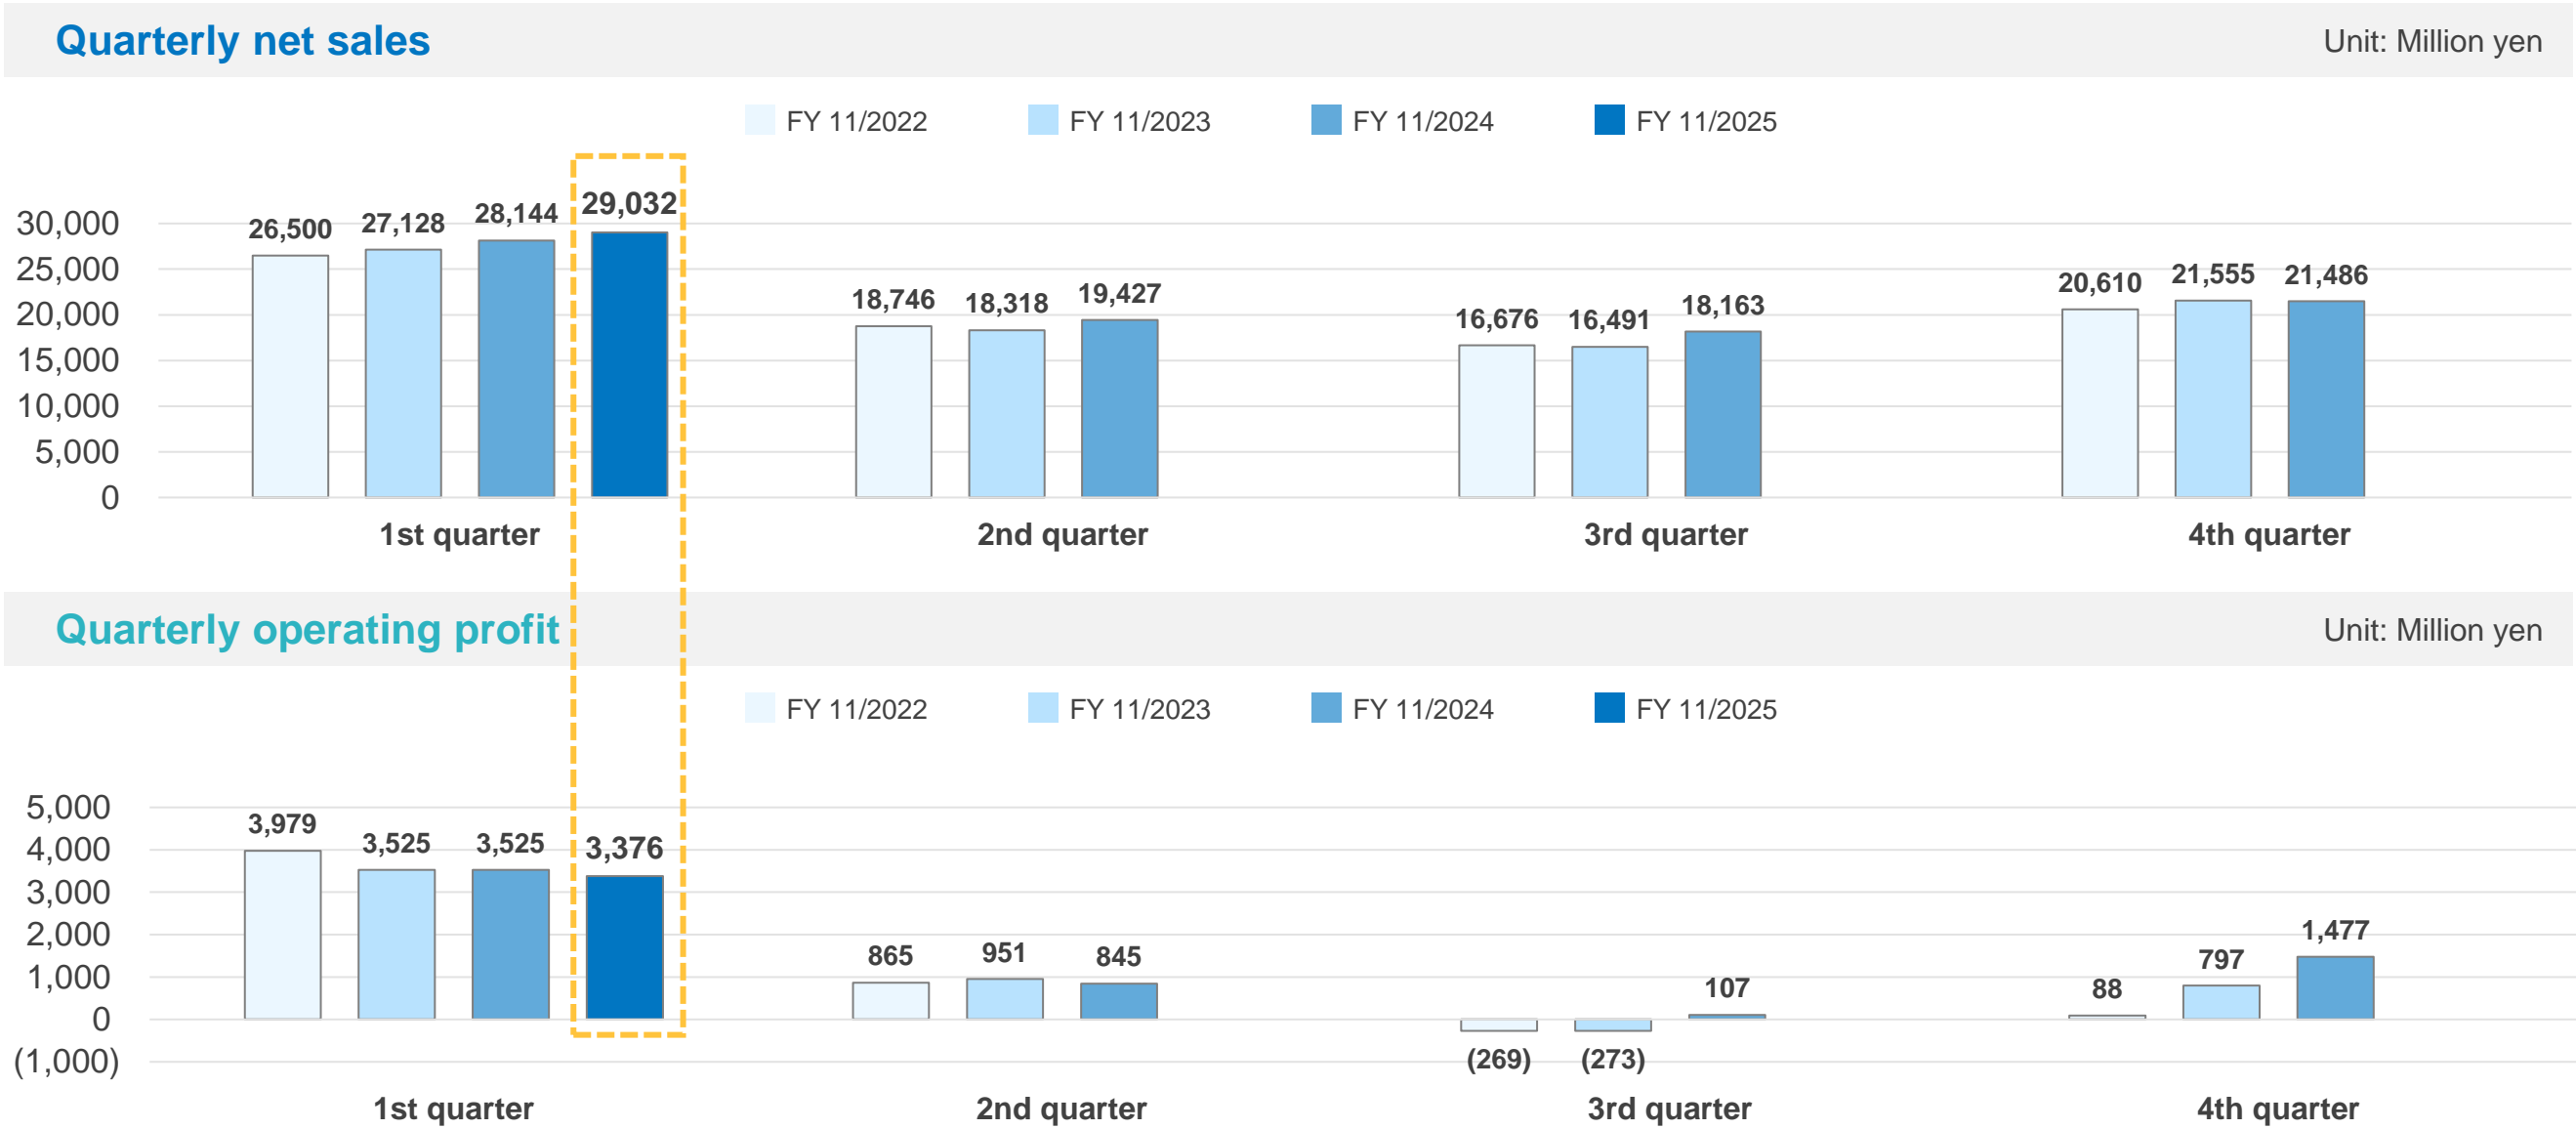 Quarterly net sales Unit: Million yen
FY 11/2022 FY 11/2023 FY 11/2024 FY 11/2025
30,000
25,000
20,000
15,000
10,000
5,000
0
26,500 27,128 28,144 29,032
18,746 18,318 19,427
16,676 16,491 18,163
20,610 21,555 21,486
1st quarter 2nd quarter 3rd quarter 4th quarter
Quarterly operating profit Unit: Million yen
FY 11/2022 FY 11/2023 FY 11/2024 FY 11/2025
5,000
4,000
3,000
2,000
1,000
0
(1,000)
3,979 3,525 3,525 3,376
865 951 845
(269) (273) 107
88 797 1,477
1st quarter 2nd quarter 3rd quarter 4th quarter